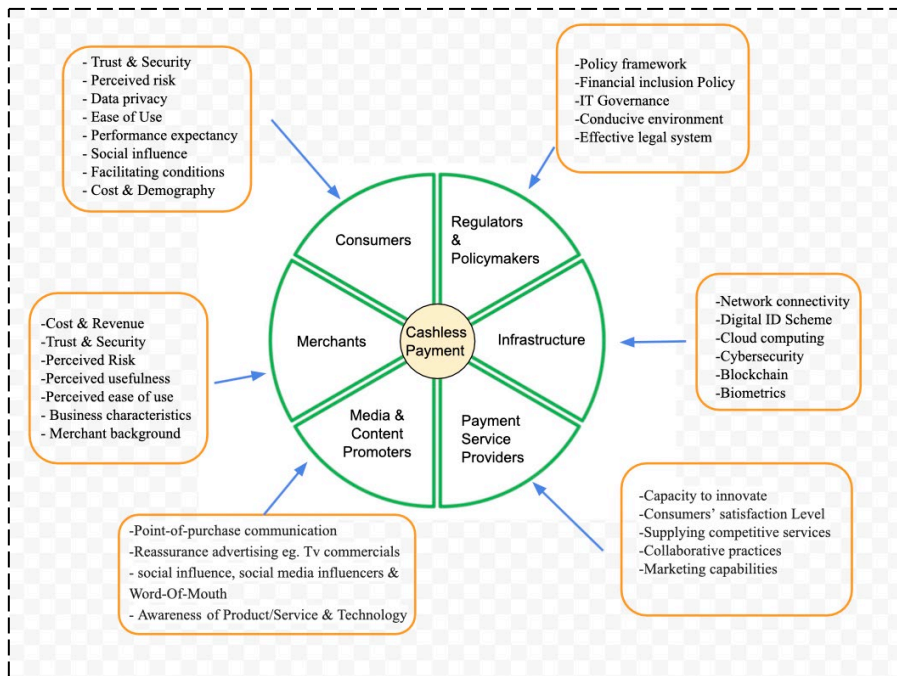 - Trust & Security
- Perceived risk
- Data privacy
- Ease of Use
- Performance expectancy
- Social influence
- Facilitating conditions
- Cost & Demography
-Policy framework
-Financial inclusion Policy
-IT Governance
-Conducive environment
-Effective legal system
Consumers
Regulators
&
Policymakers
-Cost & Revenue
-Trust & Security
-Perceived Risk
-Perceived usefulness
-Perceived ease of use
- Business characteristics
- Merchant background
Merchants
Cashless
Payment
Infrastructure
-Network connectivity
-Digital ID Scheme
-Cloud computing
-Cybersecurity
-Blockchain
-Biometrics
Media &
Content
Promoters
Payment
Service
Providers
-Point-of-purchase communication
-Reassurance advertising eg. Tv commercials
- social influence, social media influencers &
Word-Of-Mouth
- Awareness of Product/Service & Technology
-Capacity to innovate
-Consumers’ satisfaction Level
-Supplying competitive services
-Collaborative practices
-Marketing capabilities